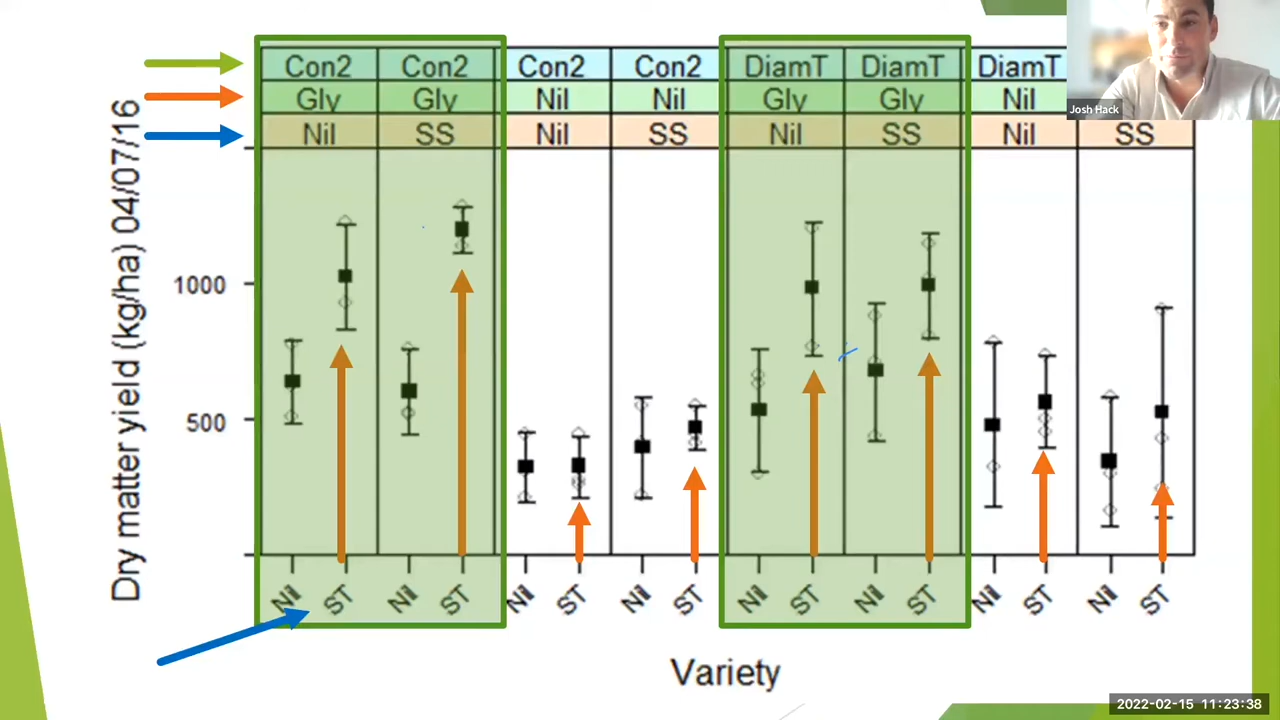 Con2 Con2 Con2 Con2 DiamT DiamT DiamT
Gly Gly Nil Nil Gly Gly Nil
Nil SS Nil SS Nil SS Nil SS
Josh Hack
Dry matter yield (kg/ha) 04/07/16
1000
500
Nil ST Nil ST Nil ST Nil ST Nil ST Nil ST Nil ST Nil ST
Variety
2022-02-15 11:23:38